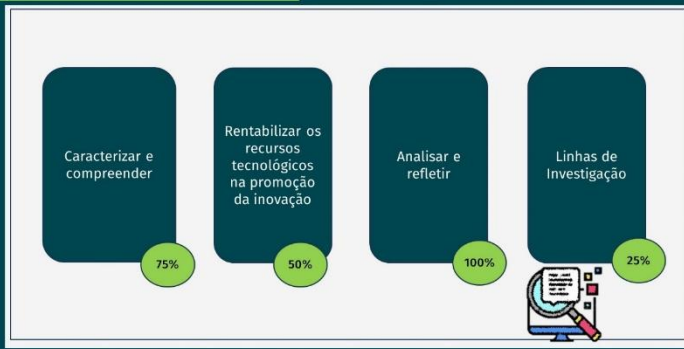 Caracterizar e
compreender
75%
Rentabilizar os
recursos
tecnológicos
na promoção
da inovação
50%
Analisar e
refletir
100%
Linhas de
Investigação
25%